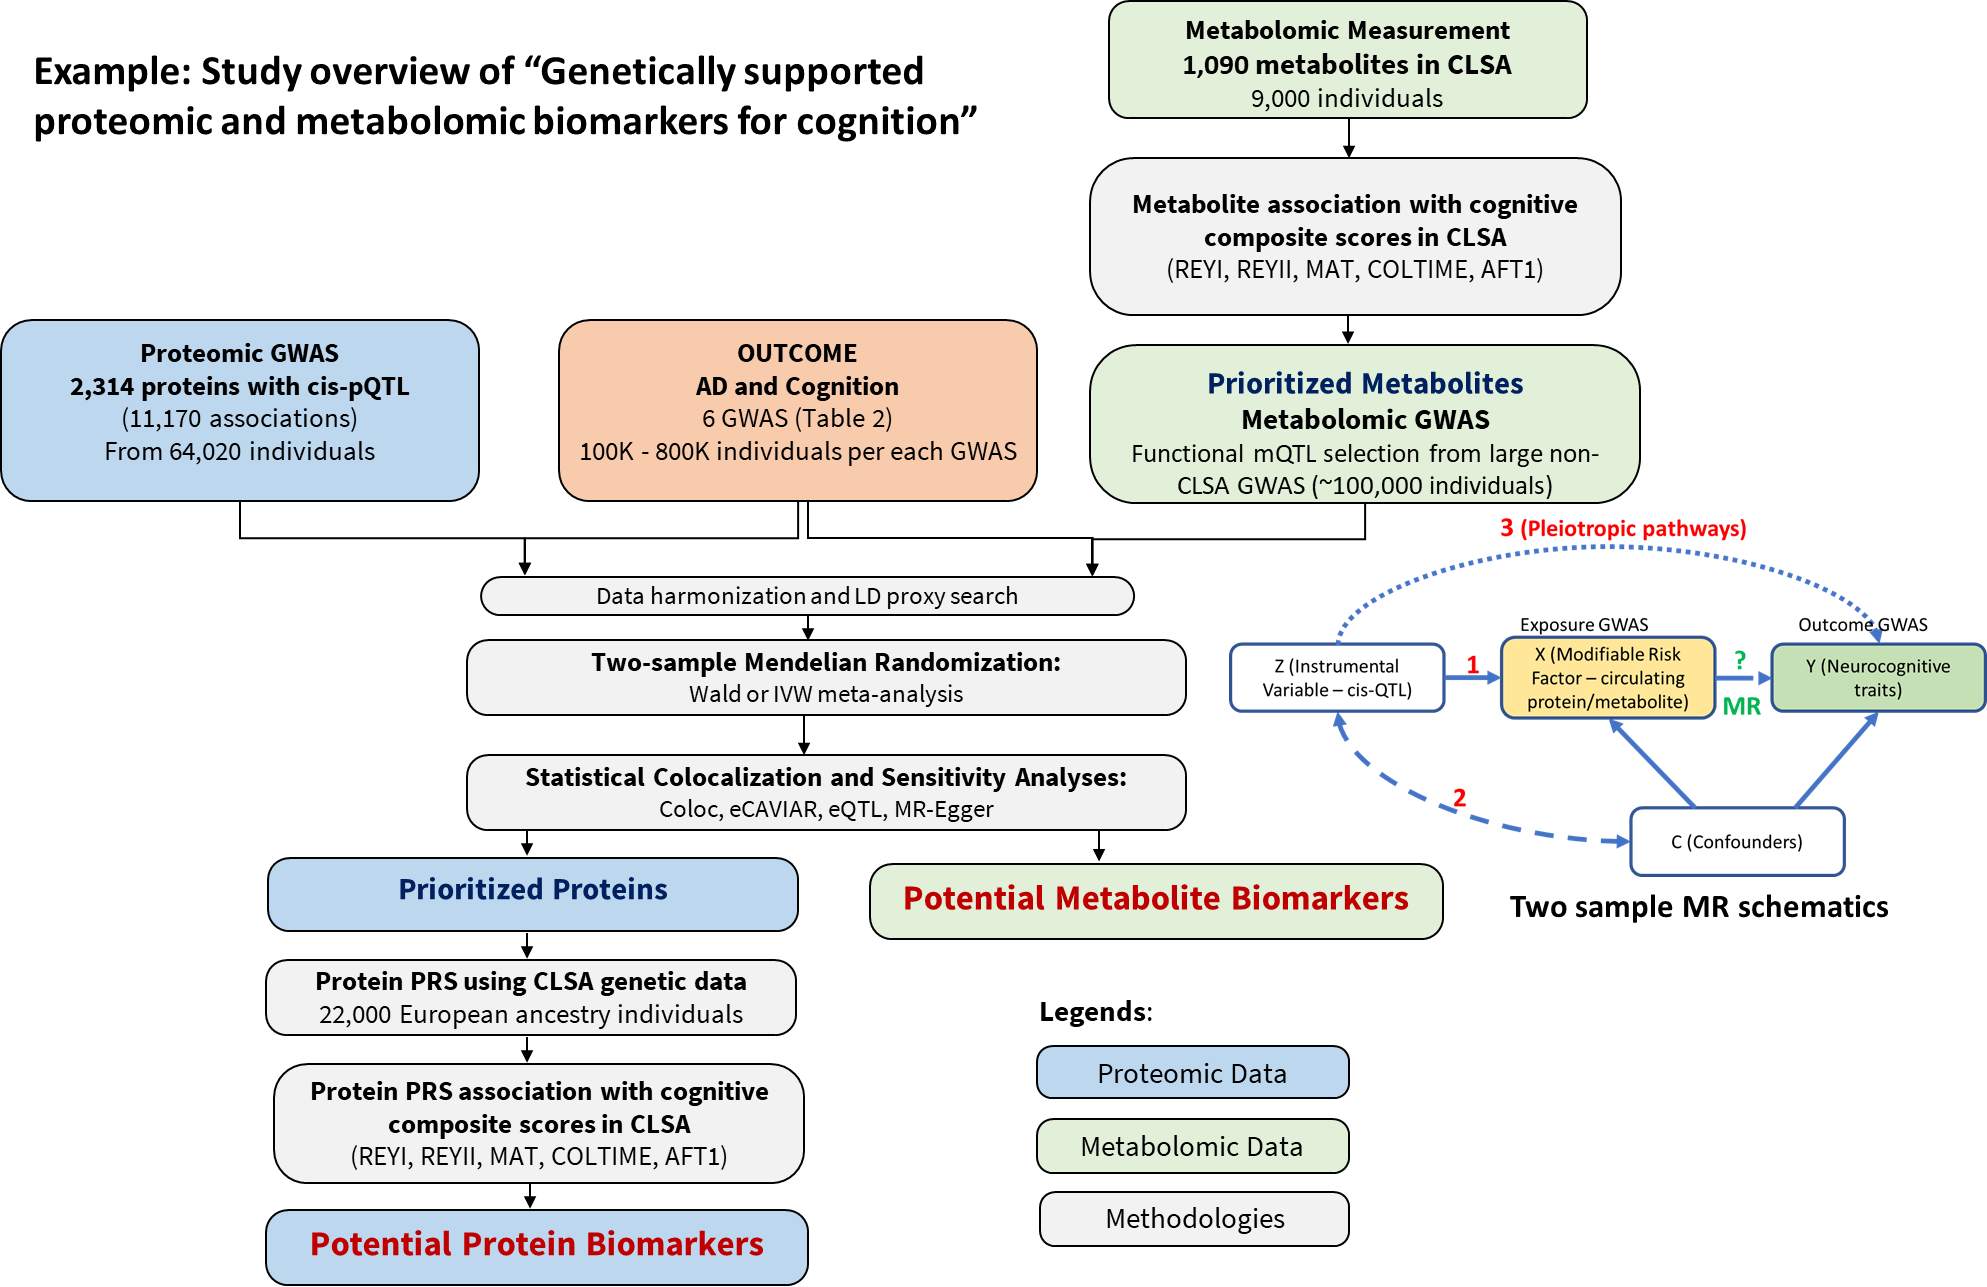 Example: Study overview of “Genetically supported
proteomic and metabolomic biomarkers for cognition”
Metabolomic Measurement
1,090 metabolites in CLSA
9,000 individuals
Metabolite association with cognitive
composite scores in CLSA
(REYI, REYII, MAT, COLTIME, AFT1)
Proteomic GWAS
2,314 proteins with cis-pQTL
(11,170 associations)
From 64,020 individuals
OUTCOME
AD and Cognition
6 GWAS (Table 2)
100K - 800K individuals per each GWAS
Prioritized Metabolites
Metabolomic GWAS
Functional mQTL selection from large non-
CLSA GWAS (~100,000 individuals)
Data harmonization and LD proxy search
Two-sample Mendelian Randomization:
Wald or IVW meta-analysis
Statistical Colocalization and Sensitivity Analyses:
Coloc, eCAVIAR, eQTL, MR-Egger
Prioritized Proteins
Potential Metabolite Biomarkers
Protein PRS using CLSA genetic data
22,000 European ancestry individuals
Protein PRS association with cognitive
composite scores in CLSA
(REYI, REYII, MAT, COLTIME, AFT1)
Potential Protein Biomarkers
3 (Pleiotropic pathways)
Exposure GWAS
Outcome GWAS
Z (Instrumental
Variable – cis-QTL)
1
X (Modifiable Risk
Factor – circulating
protein/metabolite)
?
MR
Y (Neurocognitive
traits)
2
C (Confounders)
Two sample MR schematics
Legends:
Proteomic Data
Metabolomic Data
Methodologies